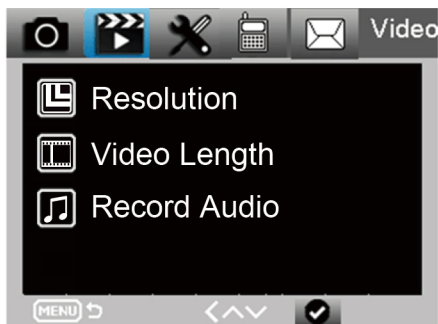 Video
Resolution
Video Length
Record Audio
MENU